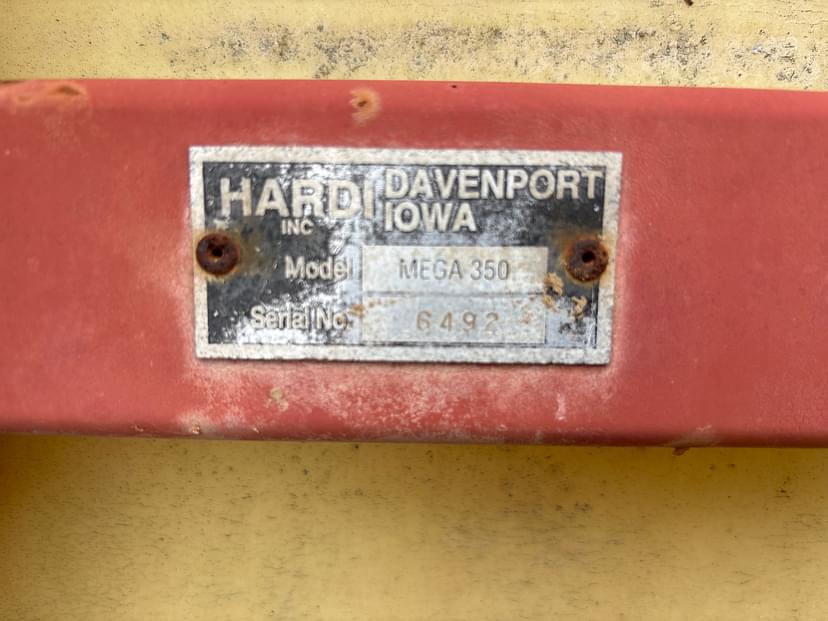 HARDI INC
DAVENPORT
IOWA
Model MEGA 350
Serial No. 6492